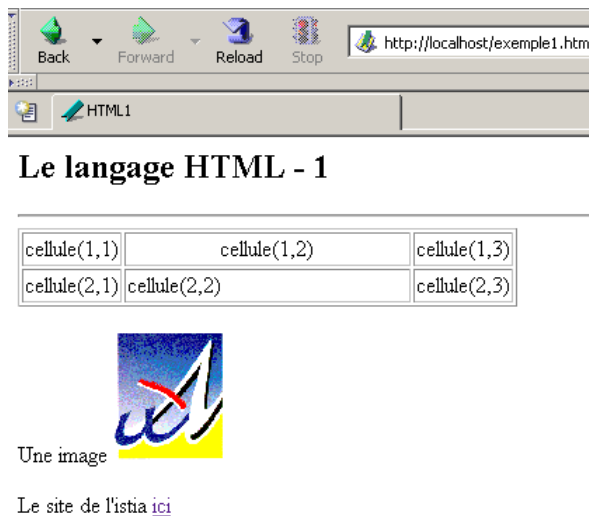 Back Forward Reload Stop http://localhost/exemple1.htm
HTML1
Le langage HTML - 1
cellule(1,1) cellule(1,2) cellule(1,3)
cellule(2,1) cellule(2,2) cellule(2,3)
Une image
Le site de l'istia ici